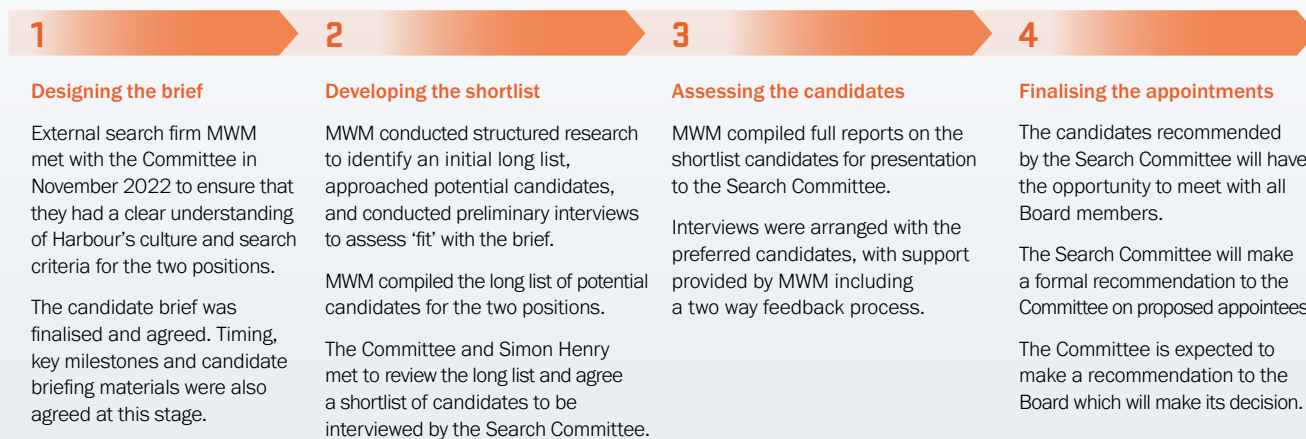 1
Designing the brief
External search firm MWM
met with the Committee in
November 2022 to ensure that
they had a clear understanding
of Harbour’s culture and search
criteria for the two positions.
The candidate brief was
finalised and agreed. Timing,
key milestones and candidate
briefing materials were also
agreed at this stage.
2
Developing the shortlist
MWM conducted structured research
to identify an initial long list,
approached potential candidates,
and conducted preliminary interviews
to assess ‘fit’ with the brief.
MWM compiled the long list of potential
candidates for the two positions.
The Committee and Simon Henry
met to review the long list and agree
a shortlist of candidates to be
interviewed by the Search Committee.
3
Assessing the candidates
MWM compiled full reports on the
shortlist candidates for presentation
to the Search Committee.
Interviews were arranged with the
preferred candidates, with support
provided by MWM including
a two way feedback process.
4
Finalising the appointments
The candidates recommended
by the Search Committee will have
the opportunity to meet with all
Board members.
The Search Committee will make
a formal recommendation to the
Committee on proposed appointees
The Committee is expected to
make a recommendation to the
Board which will make its decision.